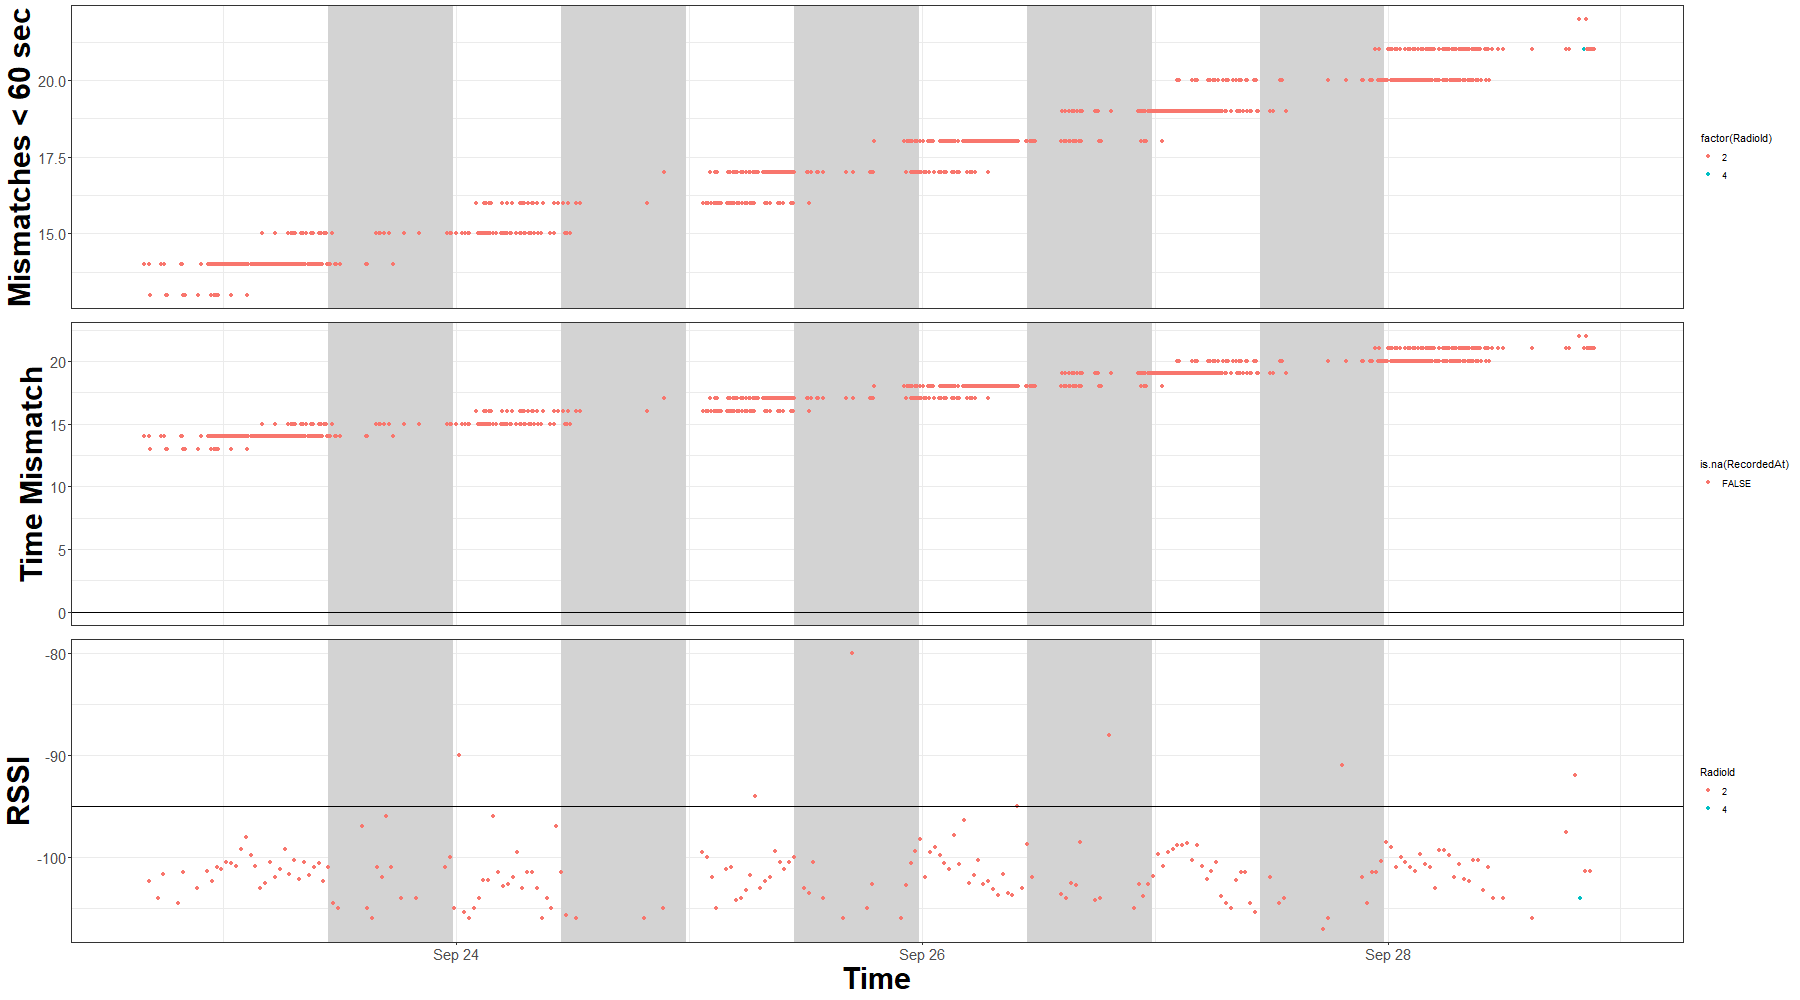 Mismatches < 60 sec
20.0
17.5
15.0
factor(RadioId)
2
4
Time Mismatch
20
15
10
5
0
is.na(RecordedAt)
FALSE
RSSI
-80
-90
-100
RadioId
2
4
Sep 24
Sep 26
Sep 28
Time